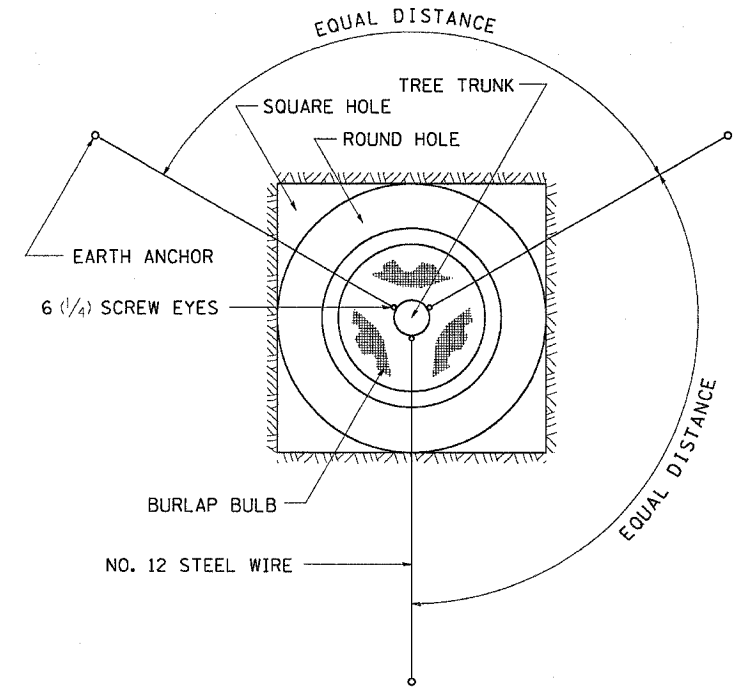 EQUAL DISTANCE
TREE TRUNK
SQUARE HOLE
ROUND HOLE
EARTH ANCHOR
6 (1/4) SCREW EYES
BURLAP BULB
NO. 12 STEEL WIRE
EQUAL DISTANCE